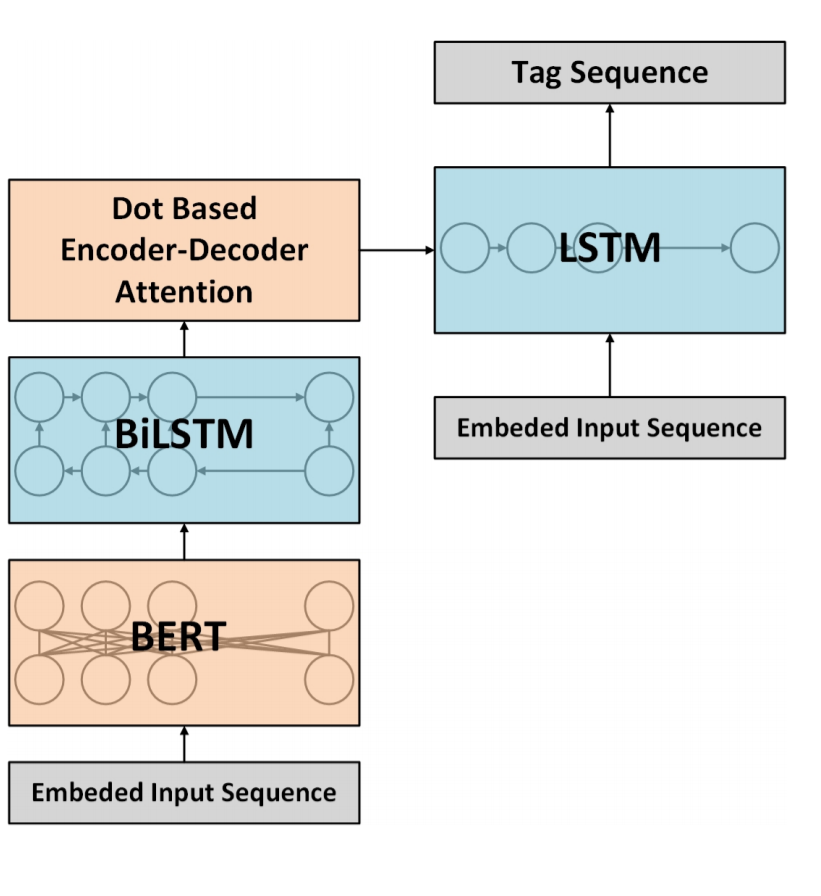 Tag Sequence
Dot Based
Encoder-Decoder
Attention
LSTM
BiLSTM
Embeded Input Sequence
BERT
Embeded Input Sequence